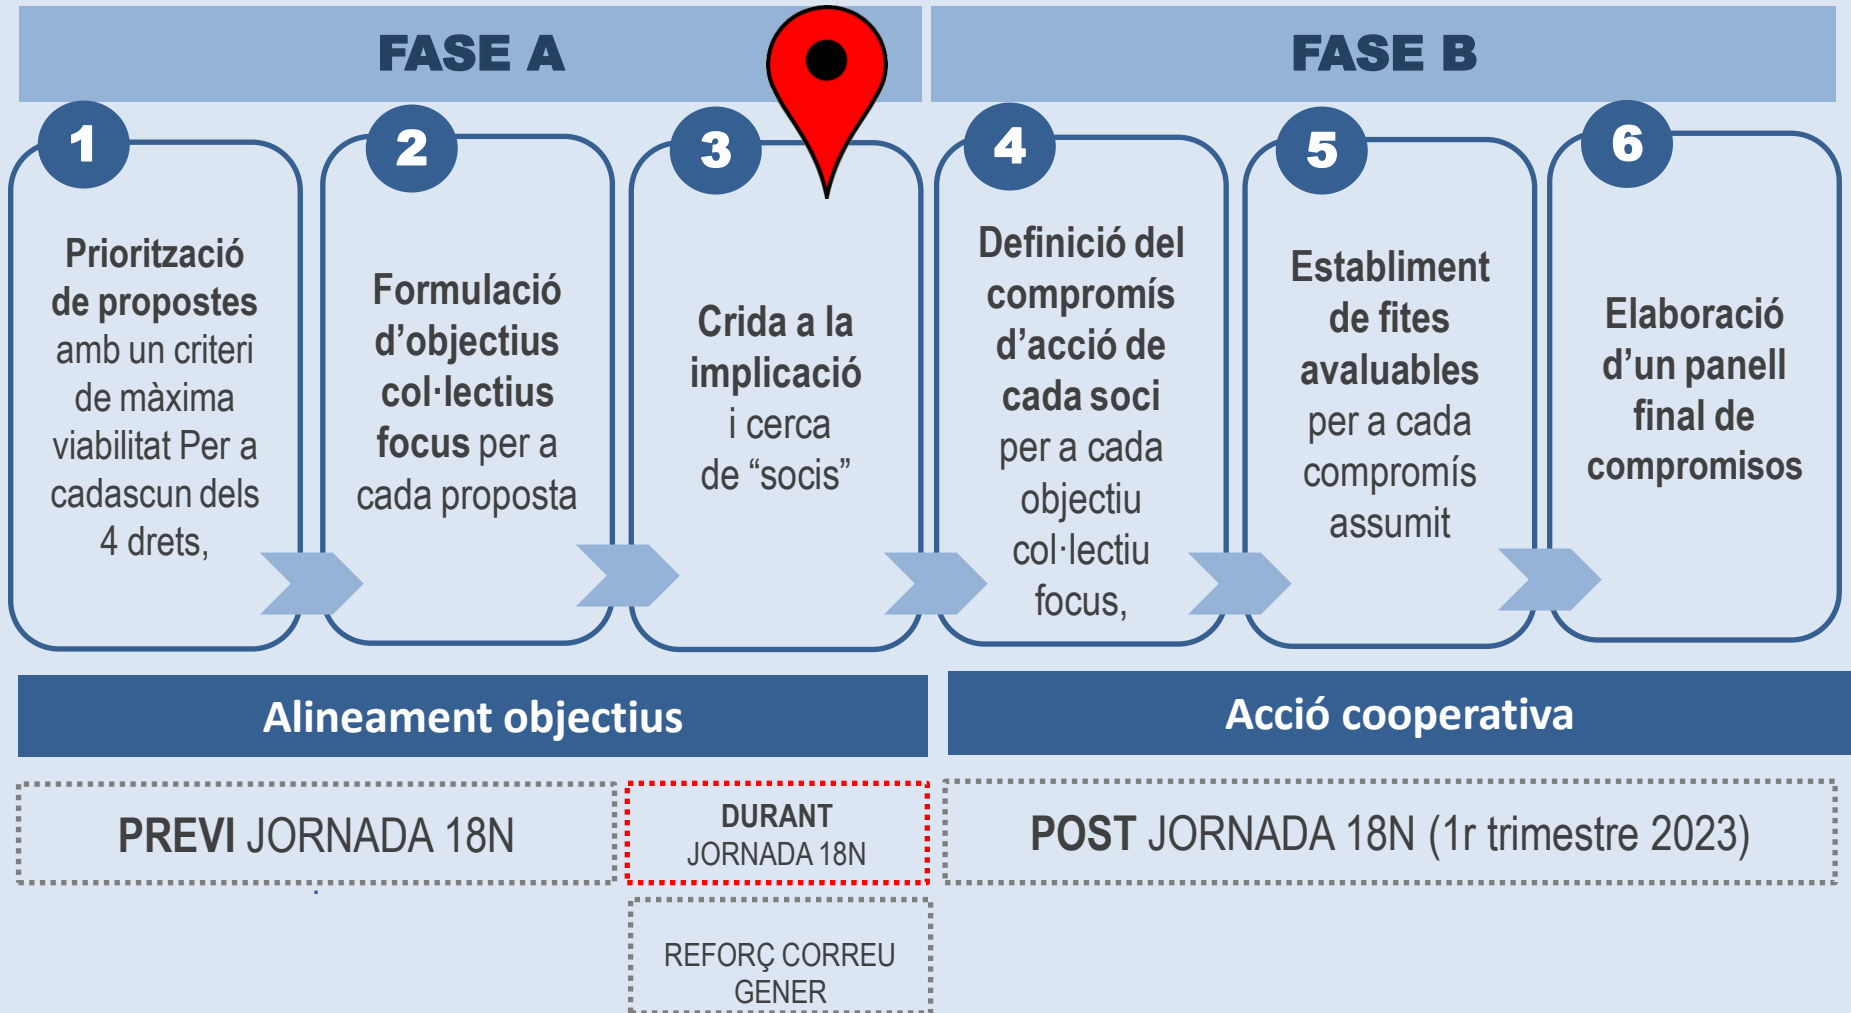 FASE A
FASE B
1
Priorització
de propostes
amb un criteri
de màxima
viabilitat Per a
cadascun dels
4 drets,
2
Formulació
d’objectius
col·lectius
focus per a
cada proposta
3
Crida a la
implicació
i cerca
de “socis”
4
Definició del
compromís
d’acció de
cada soci
per a cada
objectiu
col·lectiu
focus,
5
Establiment
de fites
avaluables
per a cada
compromís
assumit
6
Elaboració
d’un panell
final de
compromisos
Alineament objectius
Acció cooperativa
PREVI JORNADA 18N
DURANT
JORNADA 18N
POST JORNADA 18N (1r trimestre 2023)
REFORÇ CORREU
GENER